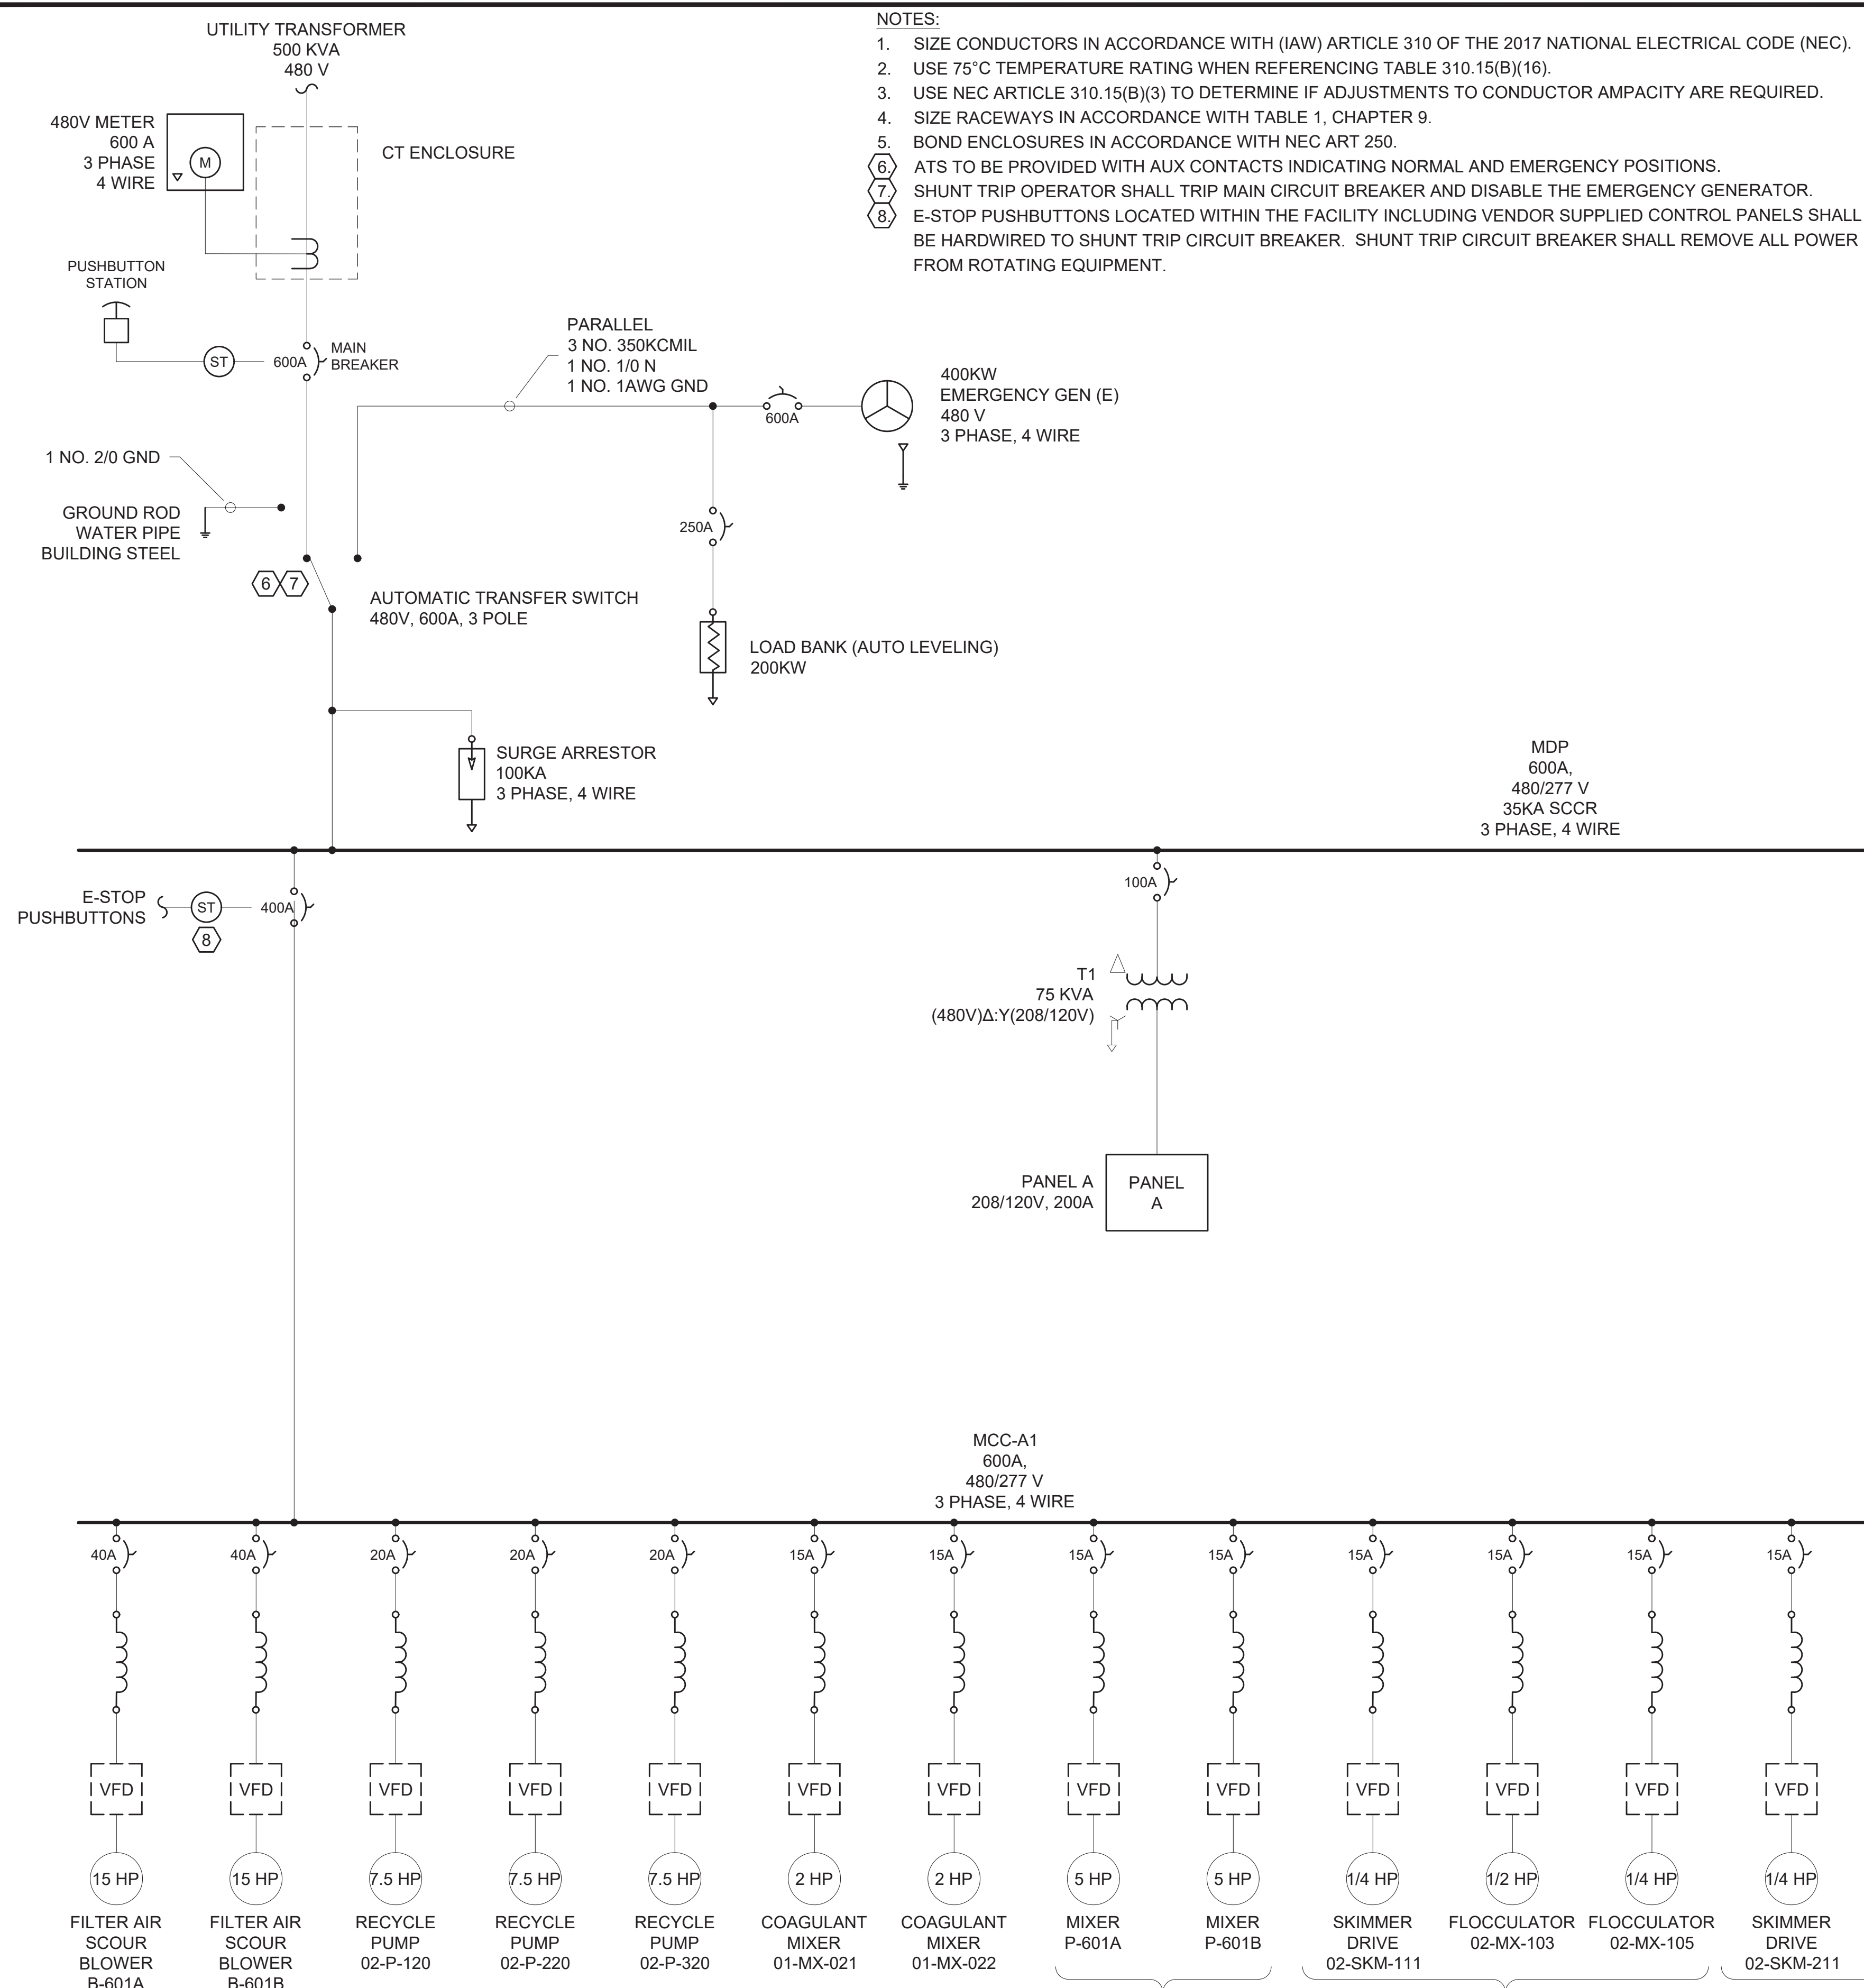 UTILITY TRANSFORMER
500 KVA
480 V
480V METER
600 A
3 PHASE
4 WIRE
M
CT ENCLOSURE
NOTES:
1. SIZE CONDUCTORS IN ACCORDANCE WITH (IAW) ARTICLE 310 OF THE 2017 NATIONAL ELECTRICAL CODE (NEC).
2. USE 75°C TEMPERATURE RATING WHEN REFERENCING TABLE 310.15(B)(16).
3. USE NEC ARTICLE 310.15(B)(3) TO DETERMINE IF ADJUSTMENTS TO CONDUCTOR AMPACITY ARE REQUIRED.
4. SIZE RACEWAYS IN ACCORDANCE WITH TABLE 1, CHAPTER 9.
5. BOND ENCLOSURES IN ACCORDANCE WITH NEC ART 250.
6. ATS TO BE PROVIDED WITH AUX CONTACTS INDICATING NORMAL AND EMERGENCY POSITIONS.
7. SHUNT TRIP OPERATOR SHALL TRIP MAIN CIRCUIT BREAKER AND DISABLE THE EMERGENCY GENERATOR.
8. E-STOP PUSHBUTTONS LOCATED WITHIN THE FACILITY INCLUDING VENDOR SUPPLIED CONTROL PANELS SHALL
BE HARDWIRED TO SHUNT TRIP CIRCUIT BREAKER. SHUNT TRIP CIRCUIT BREAKER SHALL REMOVE ALL POWER
FROM ROTATING EQUIPMENT.
PUSHBUTTON
STATION
ST
600A
MAIN
BREAKER
PARALLEL
3 NO. 350KCMIL
1 NO. 1/0 N
1 NO. 1AWG GND
600A
400KW
EMERGENCY GEN (E)
480 V
3 PHASE, 4 WIRE
1 NO. 2/0 GND
GROUND ROD
WATER PIPE
BUILDING STEEL
250A
6 7
AUTOMATIC TRANSFER SWITCH
480V, 600A, 3 POLE
LOAD BANK (AUTO LEVELING)
200KW
SURGE ARRESTOR
100KA
3 PHASE, 4 WIRE
MDP
600A,
480/277 V
35KA SCCR
3 PHASE, 4 WIRE
E-STOP
PUSHBUTTONS
ST
8
400A
100A
T1
75 KVA
(480V)Δ:Y(208/120V)
PANEL A
208/120V, 200A
PANEL
A
MCC-A1
600A,
480/277 V
3 PHASE, 4 WIRE
40A 40A 20A 20A 20A 15A 15A 15A 15A 15A 15A 15A 15A
VFD VFD VFD VFD VFD VFD VFD VFD VFD VFD VFD VFD VFD
15 HP 15 HP 7.5 HP 7.5 HP 7.5 HP 2 HP 2 HP 5 HP 5 HP 1/4 HP 1/2 HP 1/4 HP 1/4 HP
FILTER AIR
SCOUR
BLOWER
B-601A
FILTER AIR
SCOUR
BLOWER
B-601B
RECYCLE
PUMP
02-P-120
RECYCLE
PUMP
02-P-220
RECYCLE
PUMP
02-P-320
COAGULANT
MIXER
01-MX-021
COAGULANT
MIXER
01-MX-022
MIXER
P-601A
MIXER
P-601B
SKIMMER
DRIVE
02-SKM-111
FLOCCULATOR
02-MX-103
FLOCCULATOR
02-MX-105
SKIMMER
DRIVE
02-SKM-211